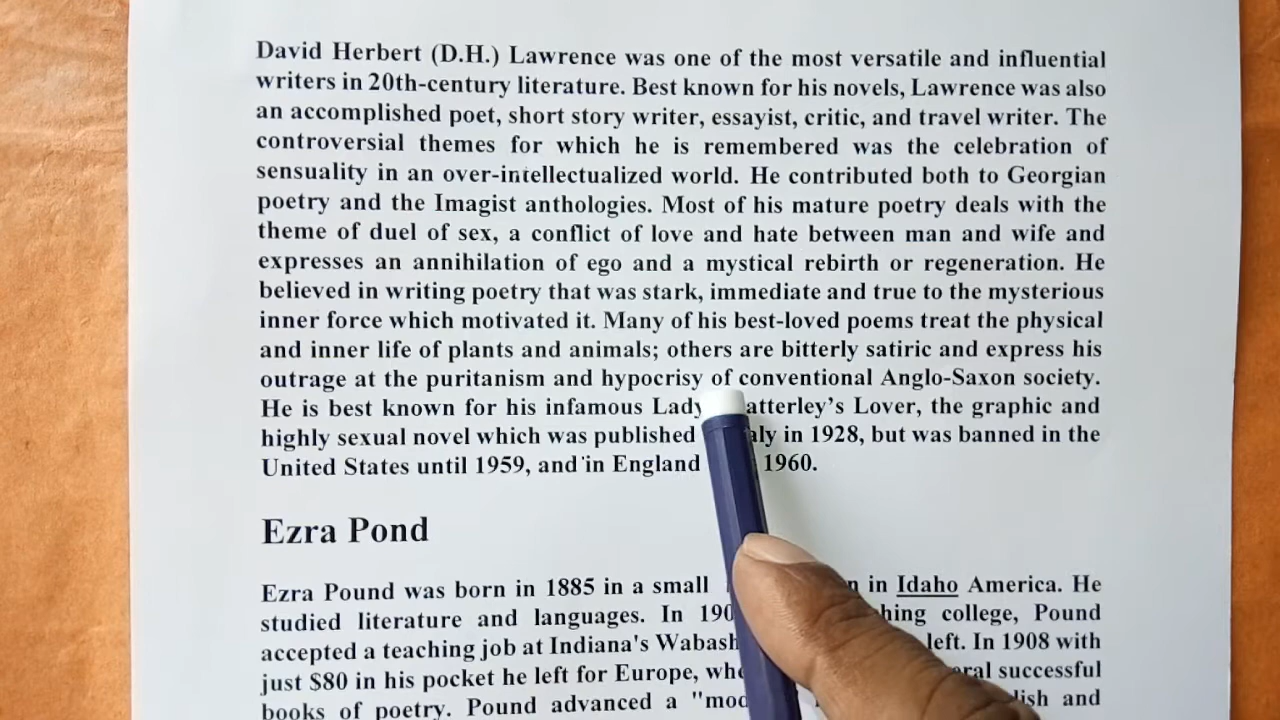 David Herbert (D.H.) Lawrence was one of the most versatile and influential
writers in 20th-century literature. Best known for his novels, Lawrence was also
an accomplished poet, short story writer, essayist, critic, and travel writer. The
controversial themes for which he is remembered was the celebration of
sensuality in an over-intellectualized world. He contributed both to Georgian
poetry and the Imagist anthologies. Most of his mature poetry deals with the
theme of duel of sex, a conflict of love and hate between man and wife and
expresses an annihilation of ego and a mystical rebirth or regeneration. He
believed in writing poetry that was stark, immediate and true to the mysterious
inner force which motivated it. Many of his best-loved poems treat the physical
and inner life of plants and animals; others are bitterly satiric and express his
outrage at the puritanism and hypocrisy of conventional Anglo-Saxon society.
He is best known for his infamous Lady Lover, the graphic and
highly sexual novel which was published in 1928, but was banned in the
United States until 1959, and in England 1960.
Ezra Pond
Ezra Pound was born in 1885 in a small in Idaho America. He
studied literature and languages. In college, Pound
accepted a teaching job at Indiana's Wabash left. In 1908 with
just $80 in his pocket he left for Europe, successful
books of poetry. Pound advanced a and